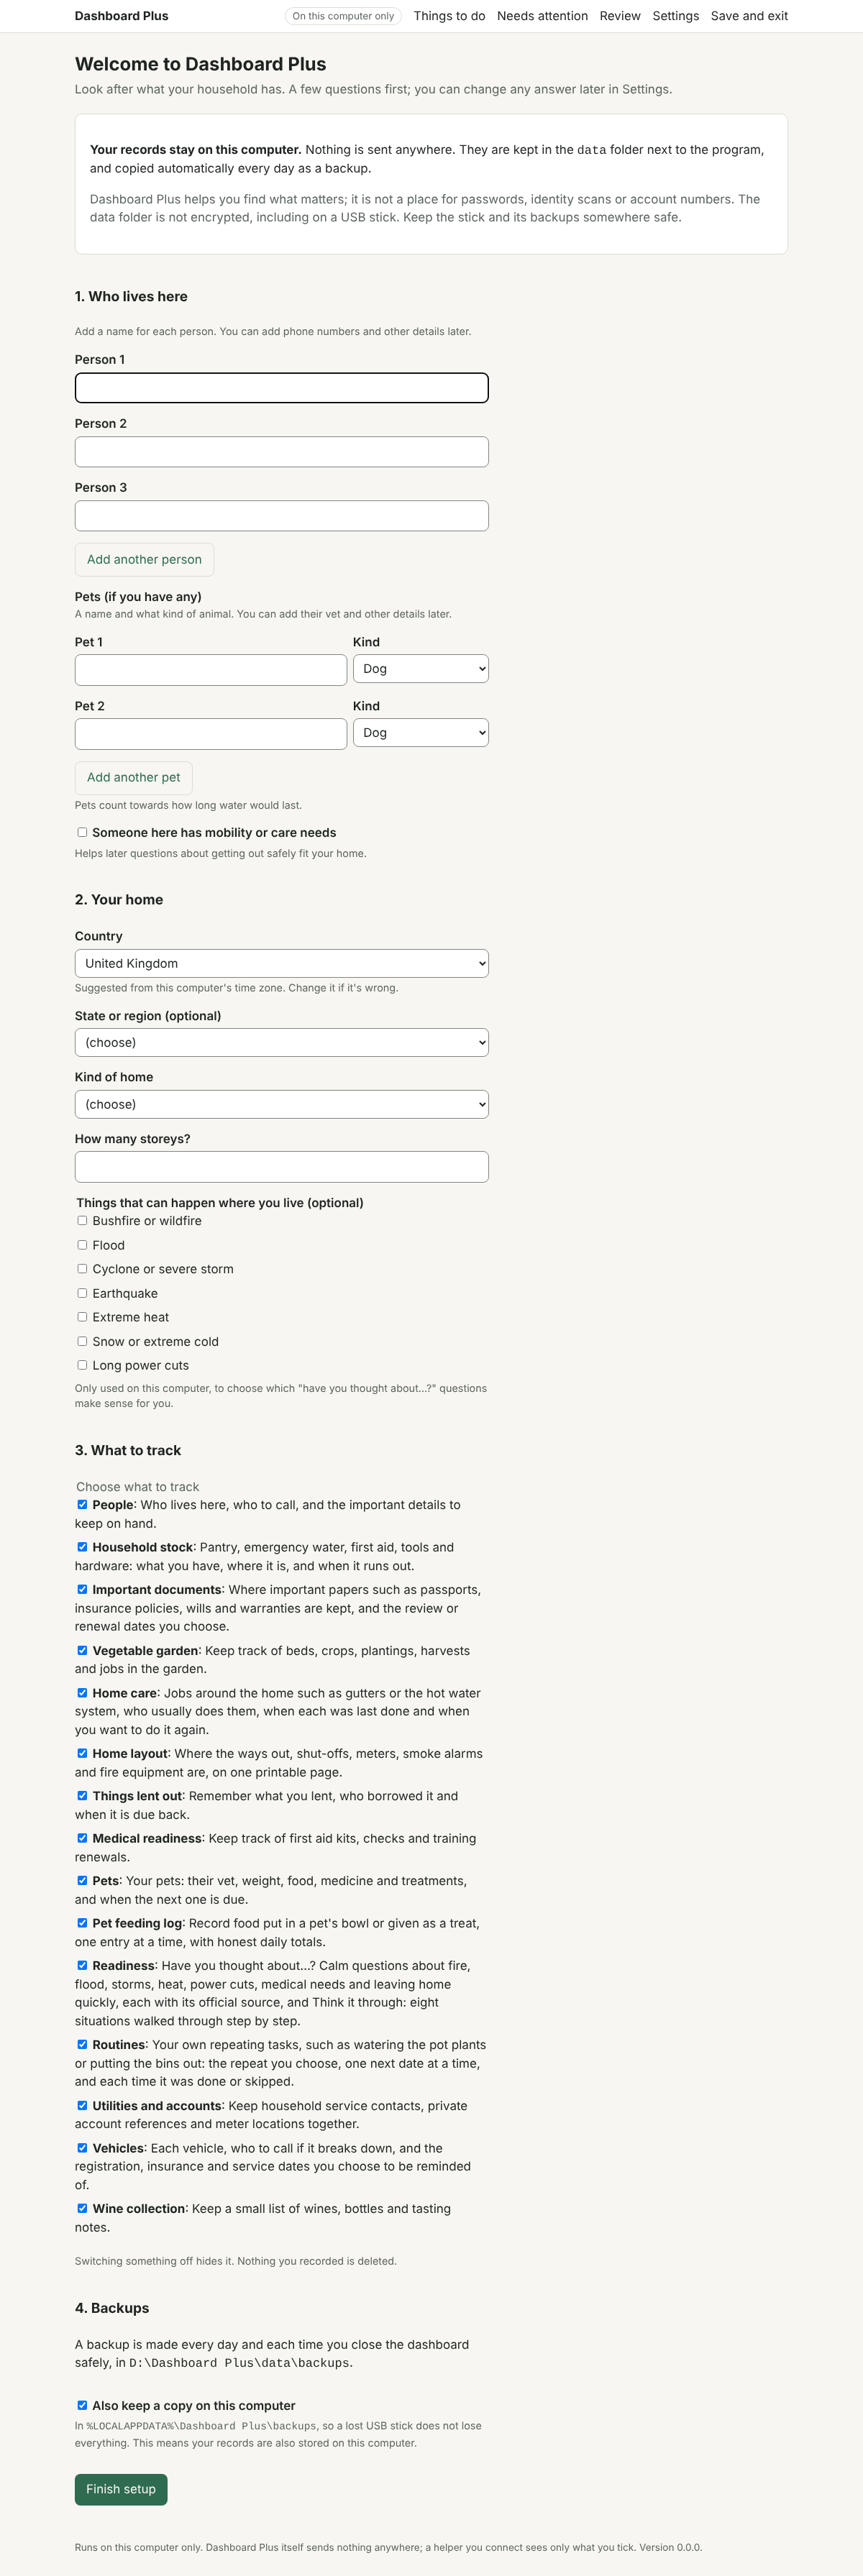 Dashboard Plus
On this computer only
Things to do
Needs attention
Review
Settings
Save and exit
Welcome to Dashboard Plus
Look after what your household has. A few questions first; you can change any answer later in Settings.
Your records stay on this computer. Nothing is sent anywhere. They are kept in the data folder next to the program,
and copied automatically every day as a backup.
Dashboard Plus helps you find what matters; it is not a place for passwords, identity scans or account numbers. The
data folder is not encrypted, including on a USB stick. Keep the stick and its backups somewhere safe.
1. Who lives here
Add a name for each person. You can add phone numbers and other details later.
Person 1
Person 2
Person 3
Add another person
Pets (if you have any)
A name and what kind of animal. You can add their vet and other details later.
Pet 1
Kind
Dog
Pet 2
Kind
Dog
Add another pet
Pets count towards how long water would last.
Someone here has mobility or care needs
Helps later questions about getting out safely fit your home.
2. Your home
Country
United Kingdom
Suggested from this computer's time zone. Change it if it's wrong.
State or region (optional)
(choose)
Kind of home
(choose)
How many storeys?
Things that can happen where you live (optional)
Bushfire or wildfire
Flood
Cyclone or severe storm
Earthquake
Extreme heat
Snow or extreme cold
Long power cuts
Only used on this computer, to choose which "have you thought about...?" questions
make sense for you.
3. What to track
Choose what to track
People: Who lives here, who to call, and the important details to
keep on hand.
Household stock: Pantry, emergency water, first aid, tools and
hardware: what you have, where it is, and when it runs out.
Important documents: Where important papers such as passports,
insurance policies, wills and warranties are kept, and the review or
renewal dates you choose.
Vegetable garden: Keep track of beds, crops, plantings, harvests
and jobs in the garden.
Home care: Jobs around the home such as gutters or the hot water
system, who usually does them, when each was last done and when
you want to do it again.
Home layout: Where the ways out, shut-offs, meters, smoke alarms
and fire equipment are, on one printable page.
Things lent out: Remember what you lent, who borrowed it and
when it is due back.
Medical readiness: Keep track of first aid kits, checks and training
renewals.
Pets: Your pets: their vet, weight, food, medicine and treatments,
and when the next one is due.
Pet feeding log: Record food put in a pet's bowl or given as a treat,
one entry at a time, with honest daily totals.
Readiness: Have you thought about...? Calm questions about fire,
flood, storms, heat, power cuts, medical needs and leaving home
quickly, each with its official source, and Think it through: eight
situations walked through step by step.
Routines: Your own repeating tasks, such as watering the pot plants
or putting the bins out: the repeat you choose, one next date at a time,
and each time it was done or skipped.
Utilities and accounts: Keep household service contacts, private
account references and meter locations together.
Vehicles: Each vehicle, who to call if it breaks down, and the
registration, insurance and service dates you choose to be reminded
of.
Wine collection: Keep a small list of wines, bottles and tasting
notes.
Switching something off hides it. Nothing you recorded is deleted.
4. Backups
A backup is made every day and each time you close the dashboard
safely, in D:\Dashboard Plus\data\backups.
Also keep a copy on this computer
In %LOCALAPPDATA%\Dashboard Plus\backups, so a lost USB stick does not lose
everything. This means your records are also stored on this computer.
Finish setup
Runs on this computer only. Dashboard Plus itself sends nothing anywhere; a helper you connect sees only what you tick. Version 0.0.0.